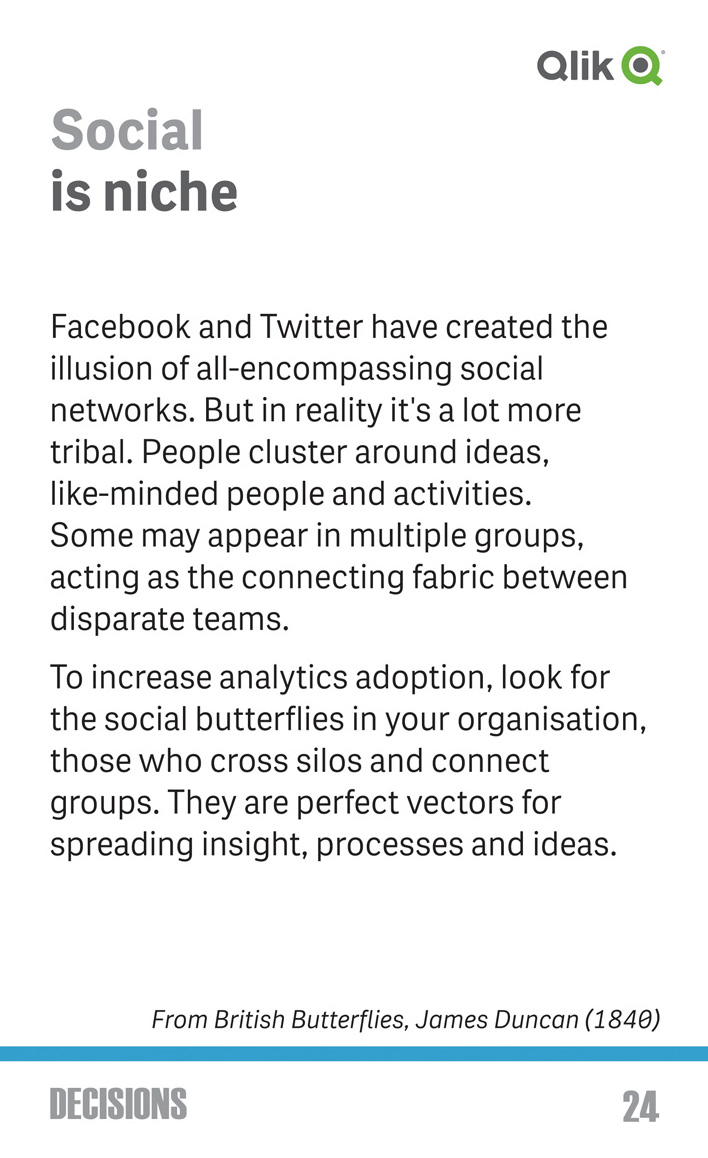 Qlik
Social
is niche
Facebook and Twitter have created the
illusion of all-encompassing social
networks. But in reality it's a lot more
tribal. People cluster around ideas,
like-minded people and activities.
Some may appear in multiple groups,
acting as the connecting fabric between
disparate teams.
To increase analytics adoption, look for
the social butterflies in your organisation,
those who cross silos and connect
groups. They are perfect vectors for
spreading insight, processes and ideas.
From British Butterflies, James Duncan (1840)
DECISIONS
24